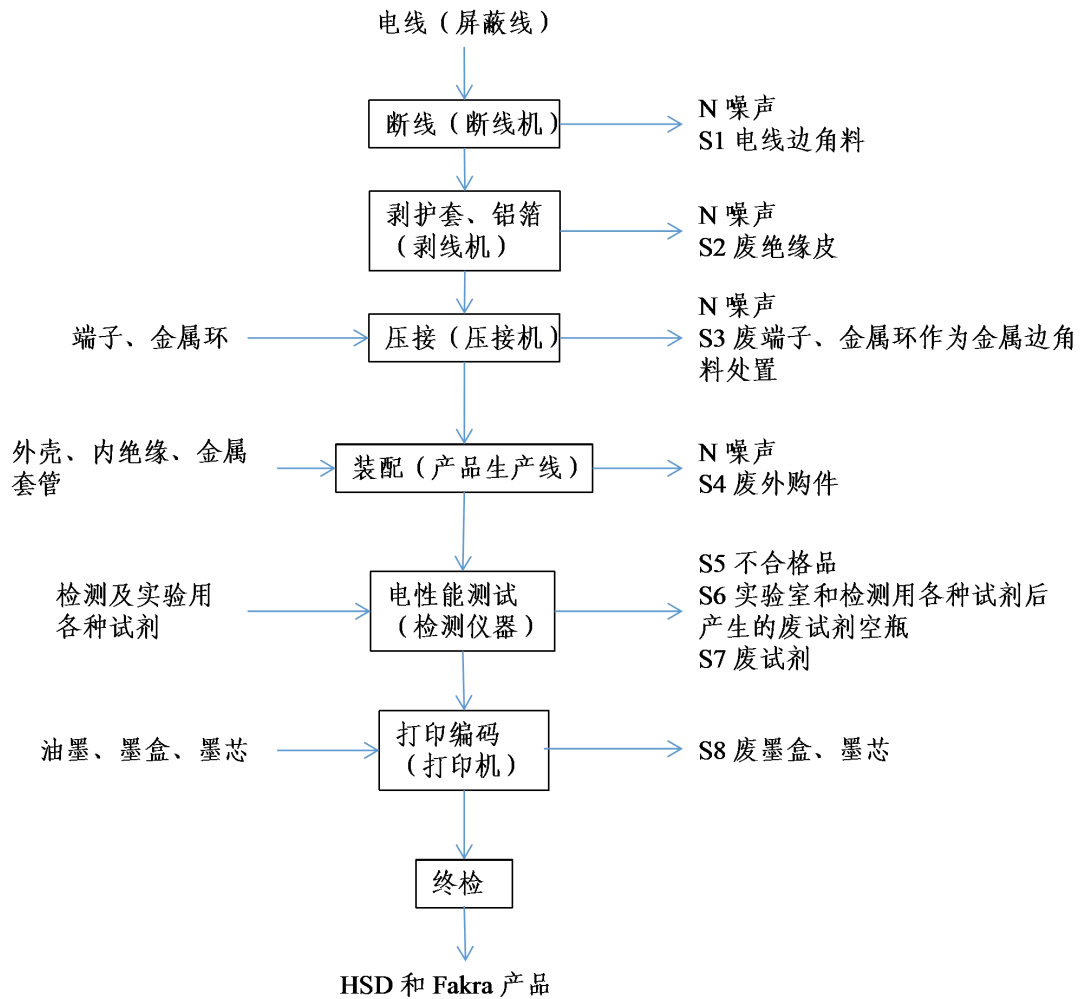 电线（屏蔽线）
断线（断线机）
N 噪声
S1 电线边角料
剥护套、铝箔
（剥线机）
N 噪声
S2 废绝缘皮
端子、金属环
压接（压接机）
N 噪声
S3 废端子、金属环作为金属边角
料处置
外壳、内绝缘、金属
套管
装配（产品生产线）
N 噪声
S4 废外购件
检测及实验用
各种试剂
电性能测试
（检测仪器）
S5 不合格品
S6 实验室和检测用各种试剂后
产生的废试剂空瓶
S7 废试剂
油墨、墨盒、墨芯
打印编码
（打印机）
S8 废墨盒、墨芯
终检
HSD 和 Fakra 产品